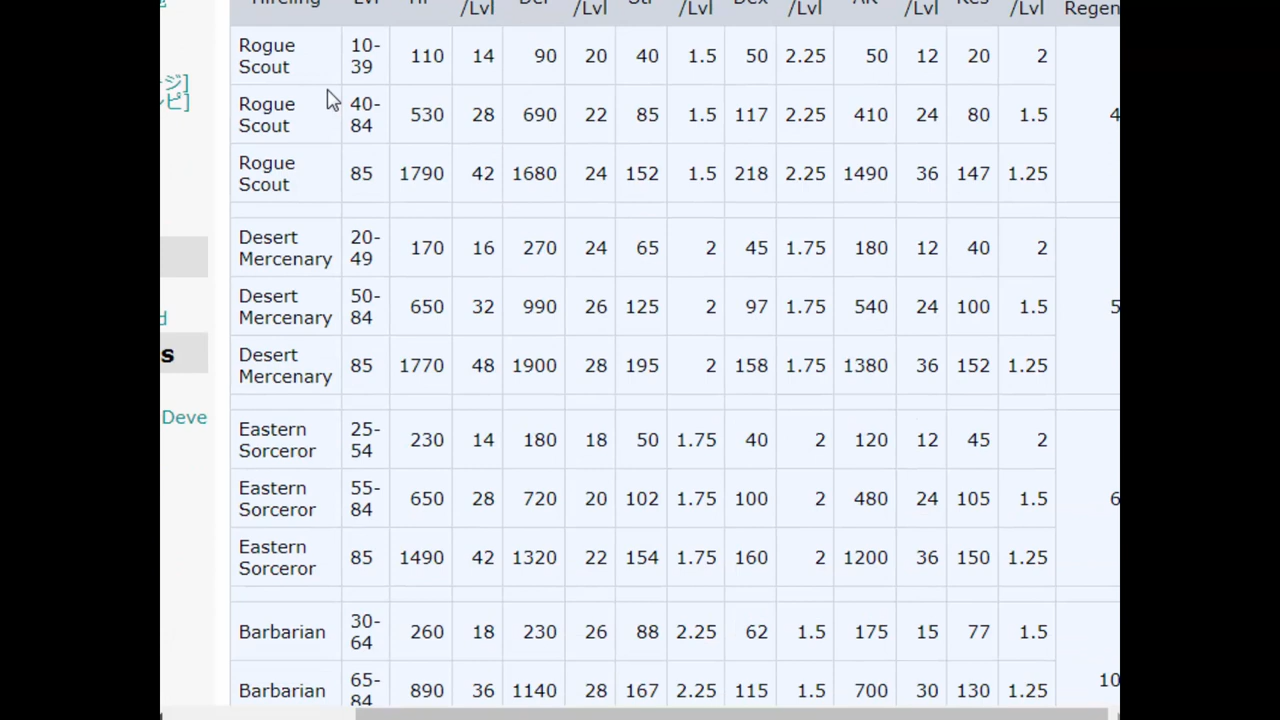 /Lvl /Lvl /Lvl /Lvl /Lvl /Lvl Regen
Rogue Scout 10-39 110 14 90 20 40 1.5 50 2.25 50 12 20 2
ジ]
ピ]
Rogue Scout 40-84 530 28 690 22 85 1.5 117 2.25 410 24 80 1.5 4
Rogue Scout 85 1790 42 1680 24 152 1.5 218 2.25 1490 36 147 1.25
Desert Mercenary 20-49 170 16 270 24 65 2 45 1.75 180 12 40 2
Desert Mercenary 50-84 650 32 990 26 125 2 97 1.75 540 24 100 1.5 5
d
s
Desert Mercenary 85 1770 48 1900 28 195 2 158 1.75 1380 36 152 1.25
Deve
Eastern Sorceror 25-54 230 14 180 18 50 1.75 40 2 120 12 45 2
Eastern Sorceror 55-84 650 28 720 20 102 1.75 100 2 480 24 105 1.5 6
Eastern Sorceror 85 1490 42 1320 22 154 1.75 160 2 1200 36 150 1.25
Barbarian 30-64 260 18 230 26 88 2.25 62 1.5 175 15 77 1.5
Barbarian 65-84 890 36 1140 28 167 2.25 115 1.5 700 30 130 1.25 10